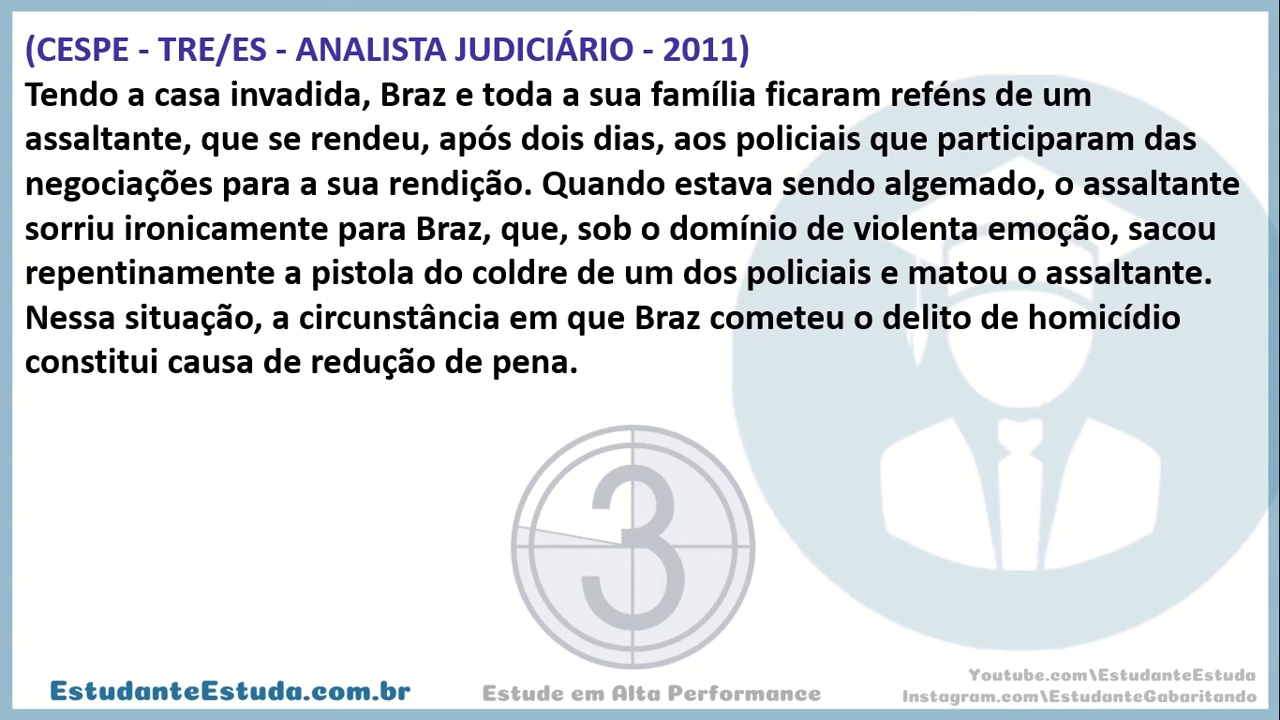 (CESPE - TRE/ES - ANALISTA JUDICIÁRIO - 2011)
Tendo a casa invadida, Braz e toda a sua família ficaram reféns de um
assaltante, que se rendeu, após dois dias, aos policiais que participaram das
negociações para a sua rendição. Quando estava sendo algemado, o assaltante
sorriu ironicamente para Braz, que, sob o domínio de violenta emoção, sacou
repentinamente a pistola do coldre de um dos policiais e matou o assaltante.
Nessa situação, a circunstância em que Braz cometeu o delito de homicídio
constitui causa de redução de pena.
3
EstudanteEstuda.com.br
Estude em Alta Performance
Youtube.com\EstudanteEstuda
Instagram.com\EstudanteGabaritando